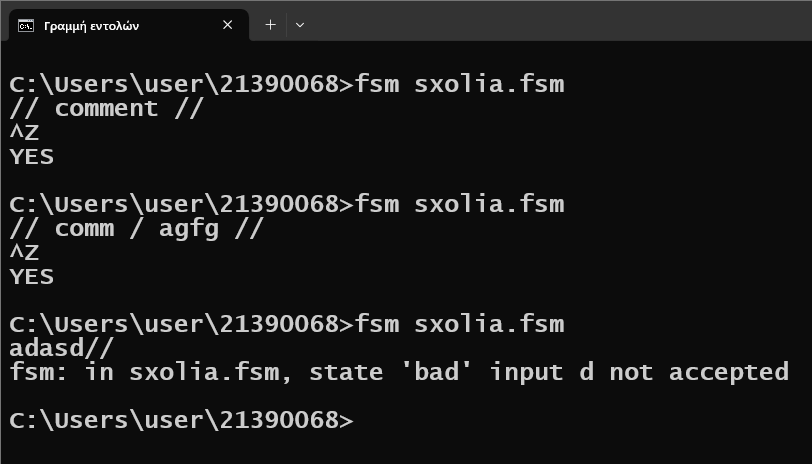 Γραμμή εντολών
C:\Users\user\21390068>fsm sxolia.fsm
// comment //
^Z
YES
C:\Users\user\21390068>fsm sxolia.fsm
// comm / agfg //
^Z
YES
C:\Users\user\21390068>fsm sxolia.fsm
adasd//
fsm: in sxolia.fsm, state 'bad' input d not accepted
C:\Users\user\21390068>